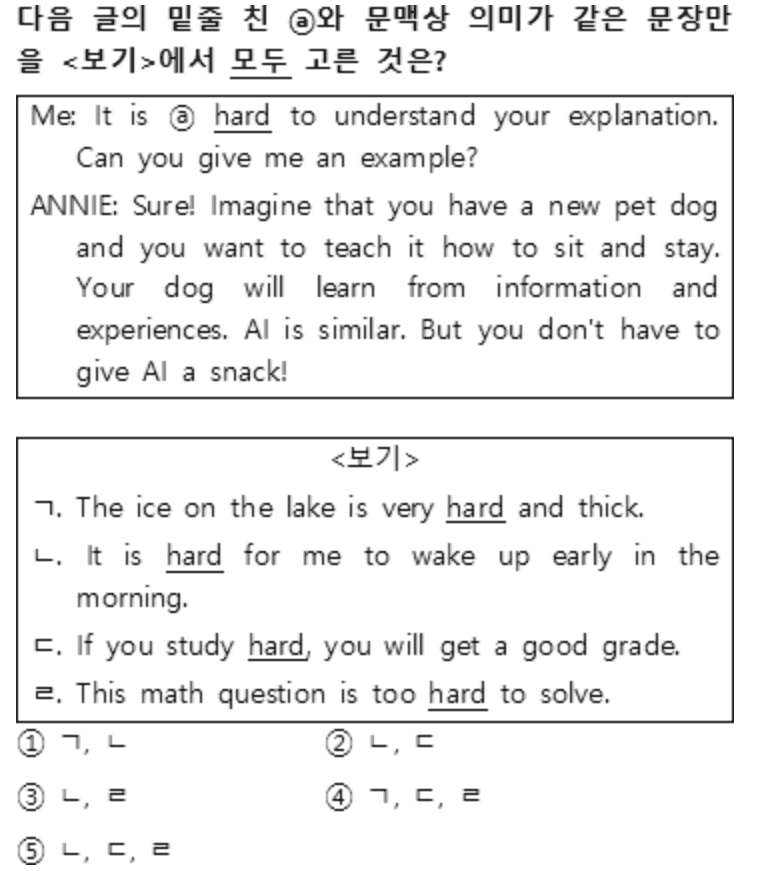 다음 글의 밑줄 친 ⓐ와 문맥상 의미가 같은 문장만
을 <보기>에서 모두 고른 것은?
Me: It is ⓐ hard to understand your explanation.
Can you give me an example?
ANNIE: Sure! Imagine that you have a new pet dog
and you want to teach it how to sit and stay.
Your dog will learn from information and
experiences. AI is similar. But you don't have to
give AI a snack!
<보기>
ㄱ. The ice on the lake is very hard and thick.
ㄴ. It is hard for me to wake up early in the
morning.
ㄷ. If you study hard, you will get a good grade.
ㄹ. This math question is too hard to solve.
① ㄱ, ㄴ ② ㄴ, ㄷ
③ ㄴ, ㄹ ④ ㄱ, ㄷ, ㄹ
⑤ ㄴ, ㄷ, ㄹ